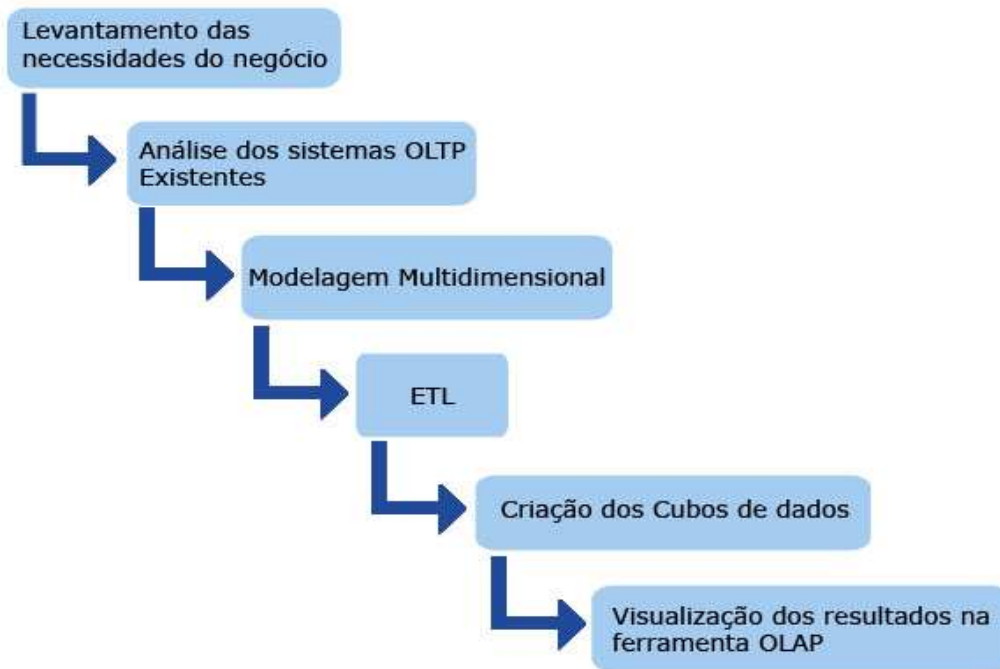 Levantamento das
necessidades do negócio
Análise dos sistemas OLTP
Existentes
Modelagem Multidimensional
ETL
Criação dos Cubos de dados
Visualização dos resultados na
ferramenta OLAP